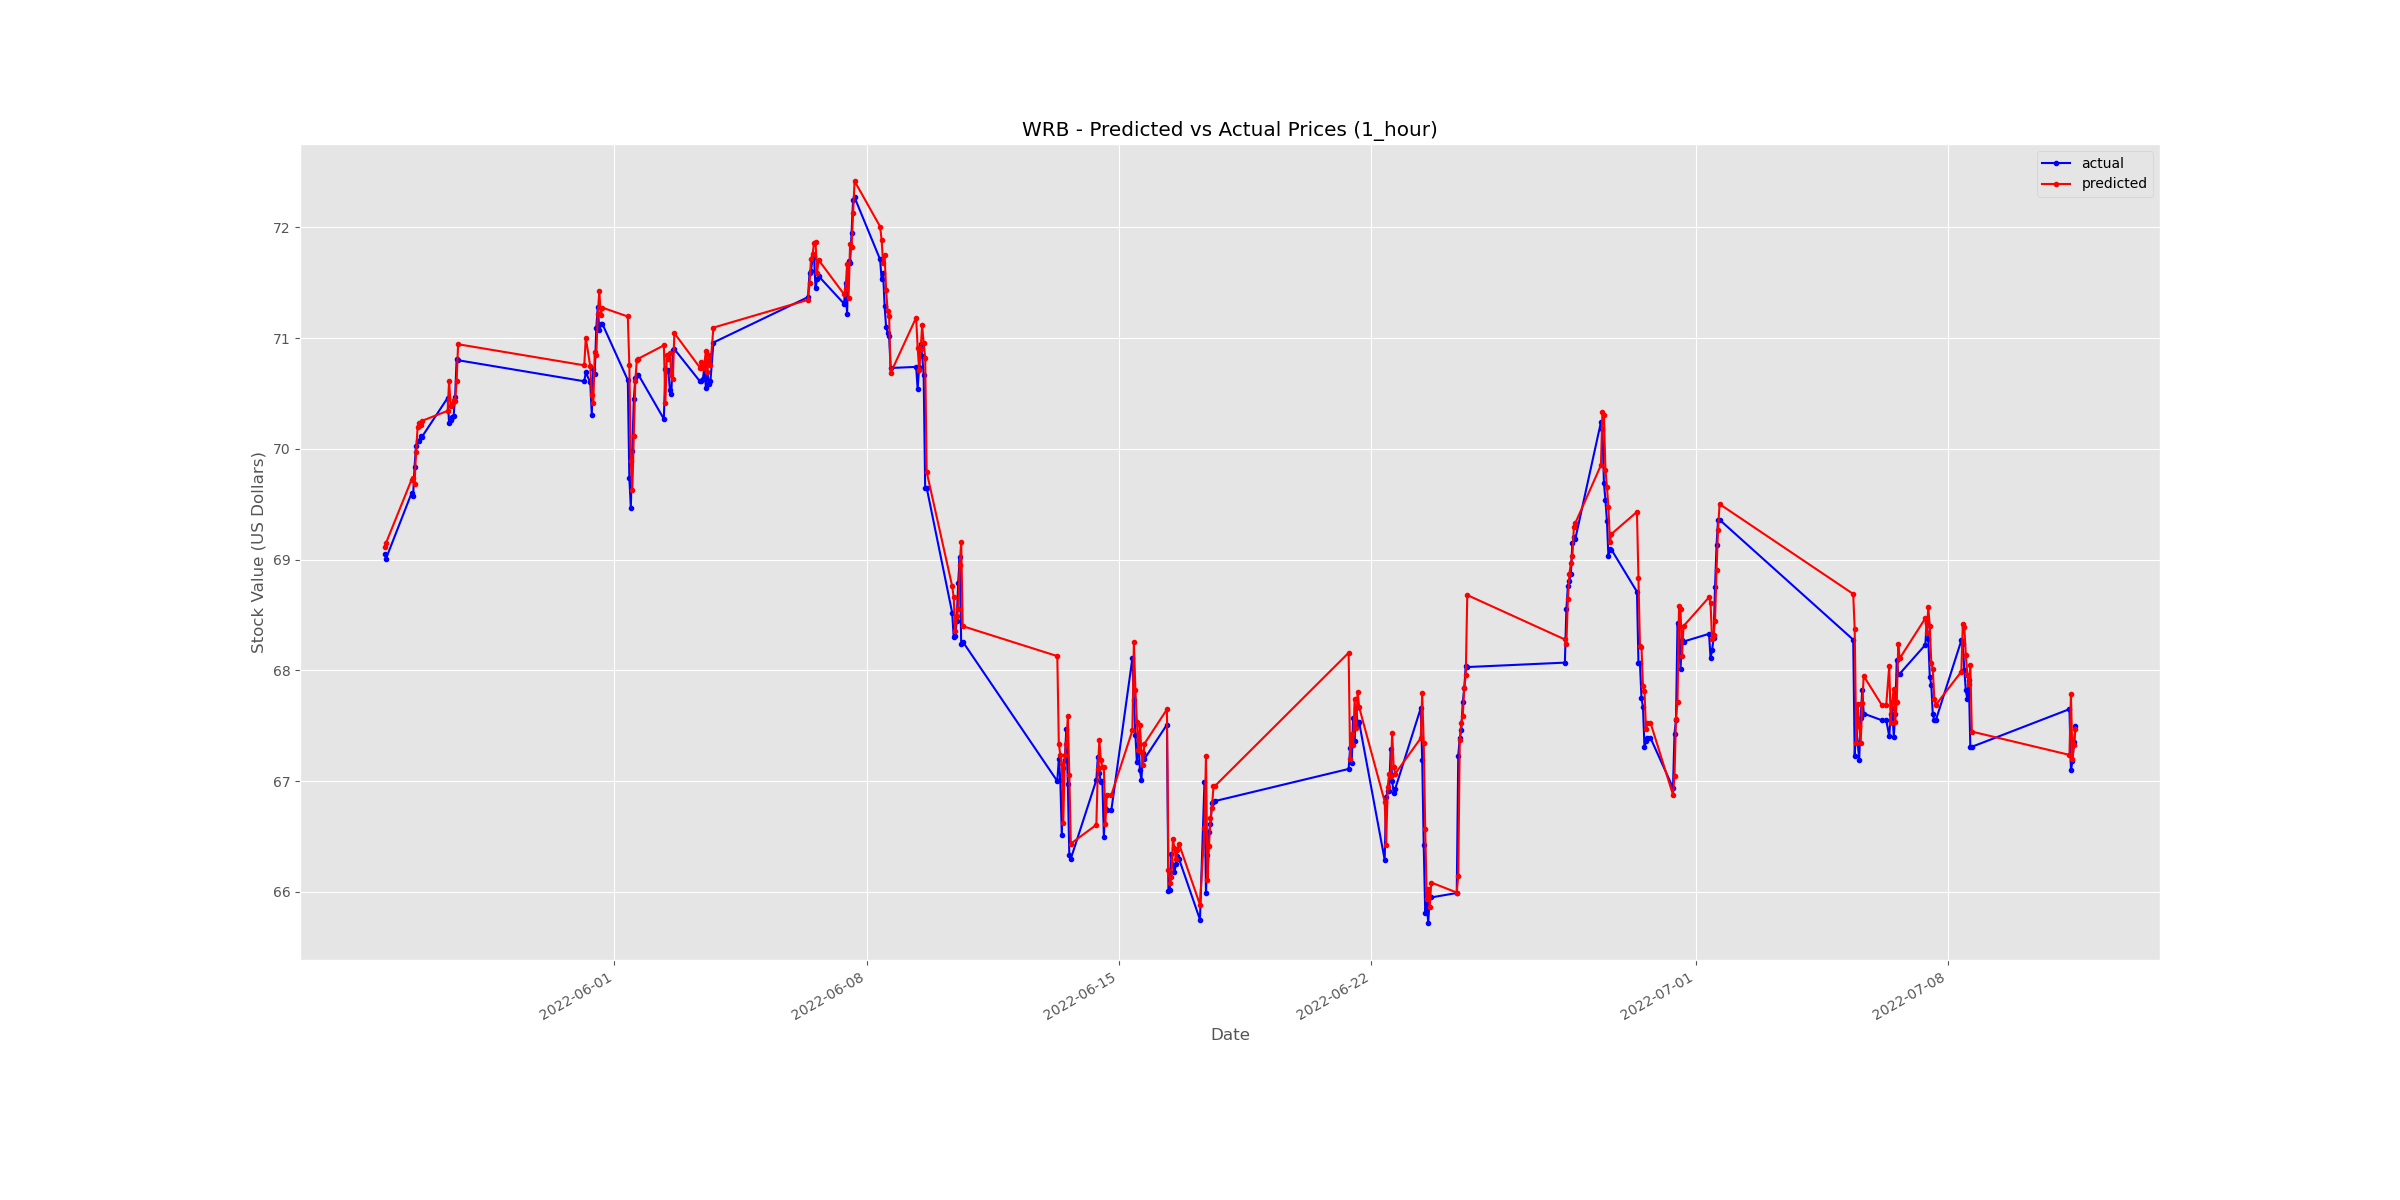 WRB - Predicted vs Actual Prices (1_hour)
actual
predicted
72
71
70
69
68
67
66
Stock Value (US Dollars)
2022-06-01
2022-06-08
2022-06-15
2022-06-22
2022-07-01
2022-07-08
Date